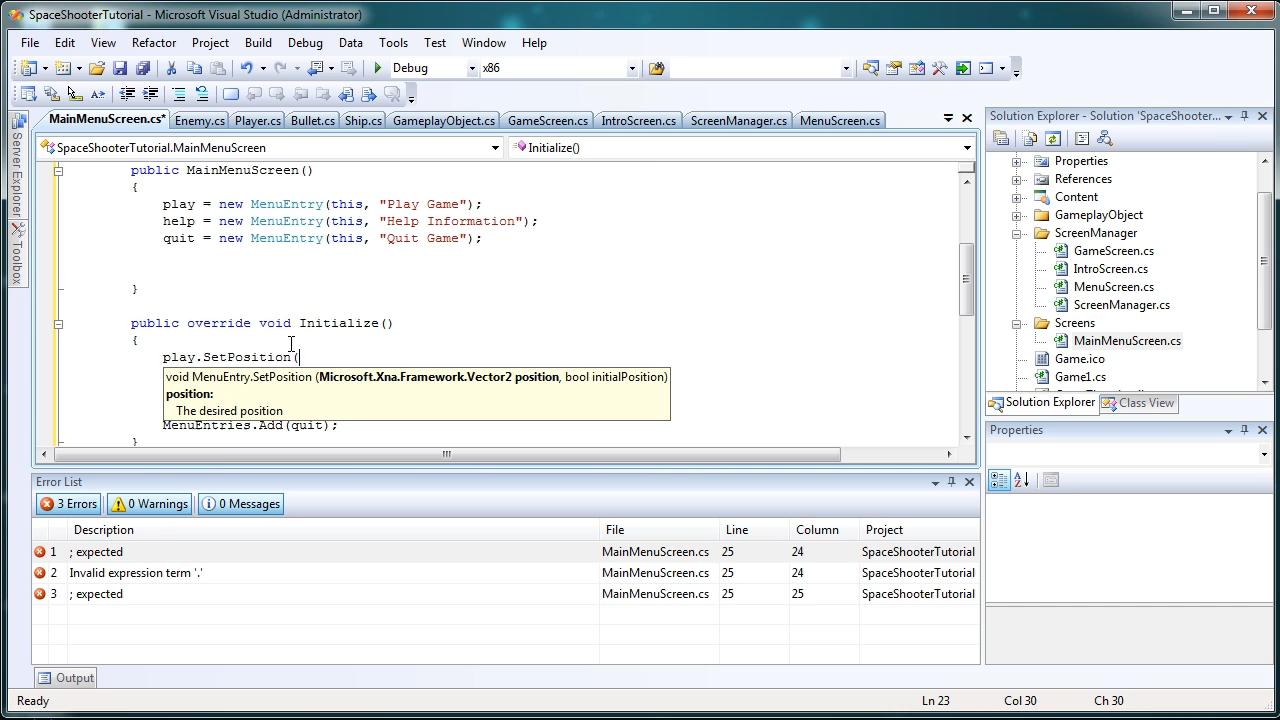 SpaceShooterTutorial - Microsoft Visual Studio (Administrator)
File Edit View Refactor Project Build Debug Data Tools Test Window Help
Debug x86
MainMenuScreen.cs* Enemy.cs Player.cs Bullet.cs Ship.cs GameplayObject.cs GameScreen.cs IntroScreen.cs ScreenManager.cs MenuScreen.cs
SpaceShooterTutorial.MainMenuScreen Initialize()
public MainMenuScreen()
{
play = new MenuEntry(this, "Play Game");
help = new MenuEntry(this, "Help Information");
quit = new MenuEntry(this, "Quit Game");
}
public override void Initialize()
{
play.SetPosition(
void MenuEntry.SetPosition (Microsoft.Xna.Framework.Vector2 position, bool initialPosition)
position:
The desired position
MenuEntries.Add(quit);
}
Server Explorer
Toolbox
Solution Explorer - Solution 'SpaceShooter...
Properties
References
Content
GameplayObject
ScreenManager
GameScreen.cs
IntroScreen.cs
MenuScreen.cs
ScreenManager.cs
Screens
MainMenuScreen.cs
Game.ico
Game1.cs
Solution Explorer Class View
Properties
Error List
3 Errors 0 Warnings 0 Messages
Description File Line Column Project
1 ; expected MainMenuScreen.cs 25 24 SpaceShooterTutorial
2 Invalid expression term '.' MainMenuScreen.cs 25 24 SpaceShooterTutorial
3 ; expected MainMenuScreen.cs 25 25 SpaceShooterTutorial
Output
Ready Ln 23 Col 30 Ch 30